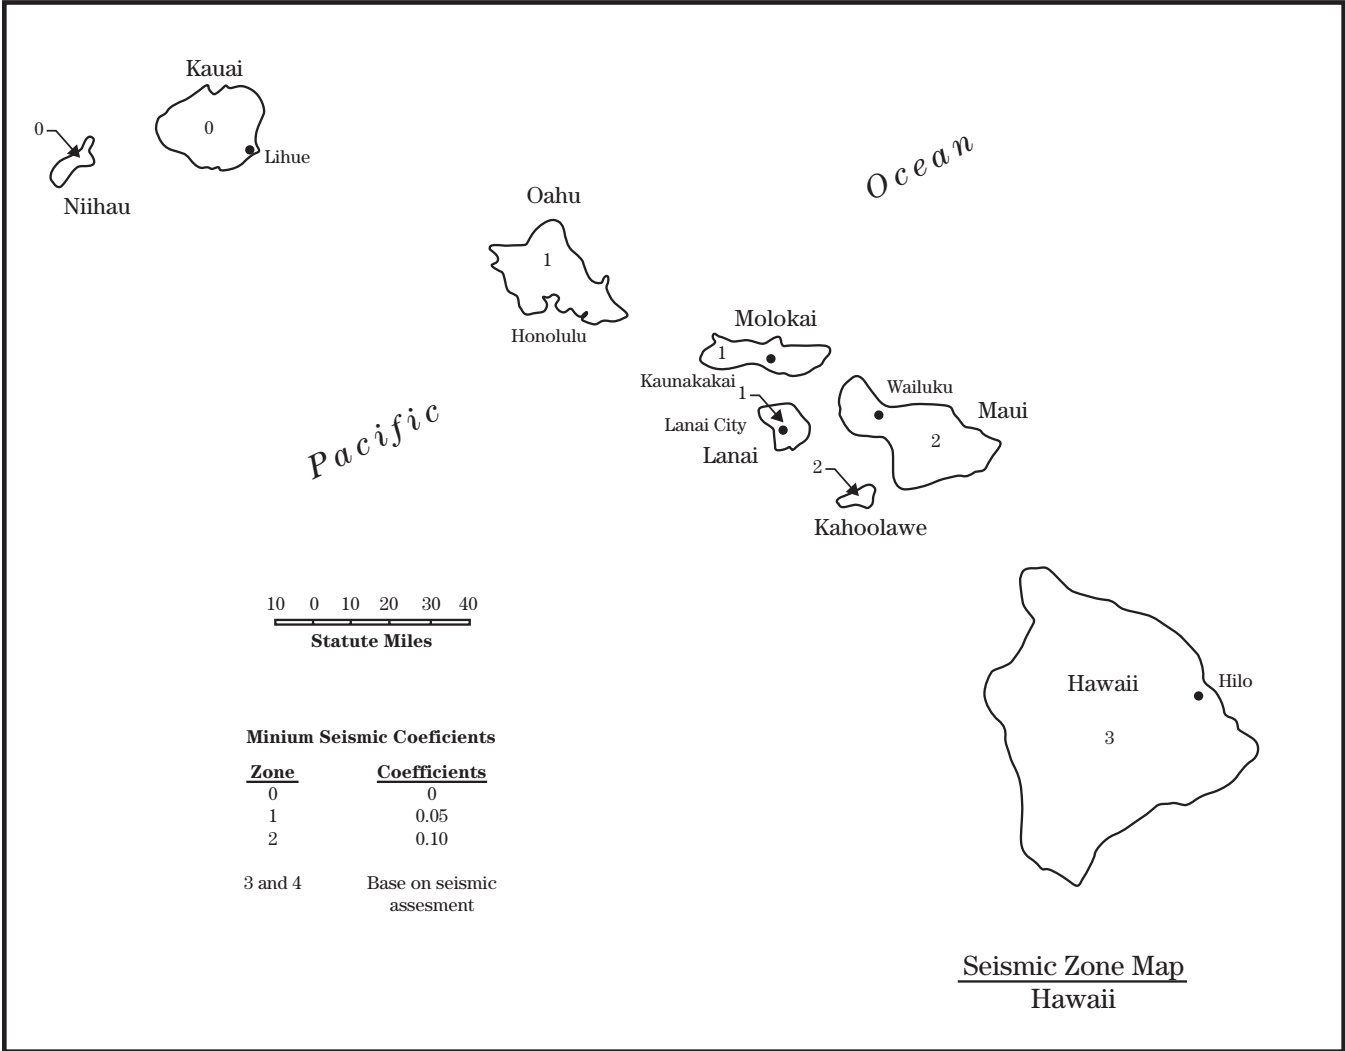 Kauai
0
0
Lihue
Niihau
Ocean
Oahu
1
Honolulu
Molokai
1
Kaunakakai
1
Wailuku
Maui
Lanai City
2
Lanai
2
Kahoolawe
Pacific
10 0 10 20 30 40
Statute Miles
Hawaii
Hilo
3
Minium Seismic Coeficients
Zone Coefficients
0 0
1 0.05
2 0.10
3 and 4 Base on seismic
assesment
Seismic Zone Map
Hawaii